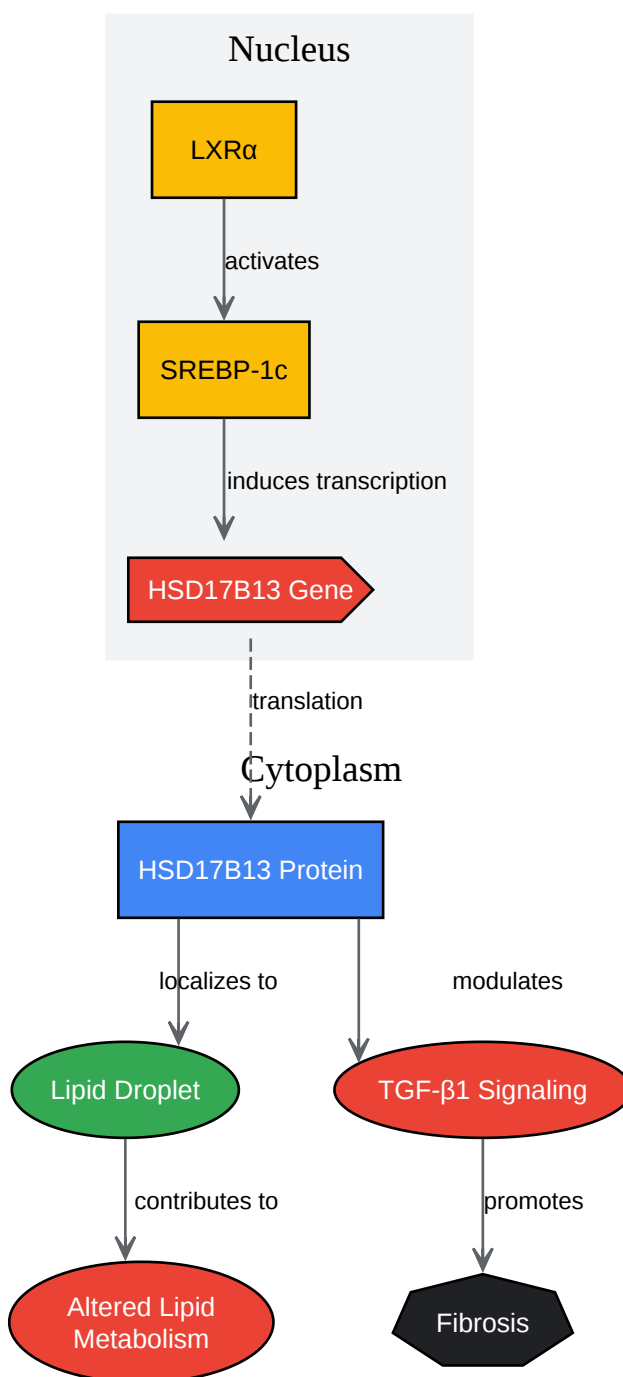 Nucleus
LXRα
activates
SREBP-1c
induces transcription
HSD17B13 Gene
translation
Cytoplasm
HSD17B13 Protein
localizes to
modulates
Lipid Droplet
TGF-β1 Signaling
contributes to
promotes
Altered Lipid
Metabolism
Fibrosis